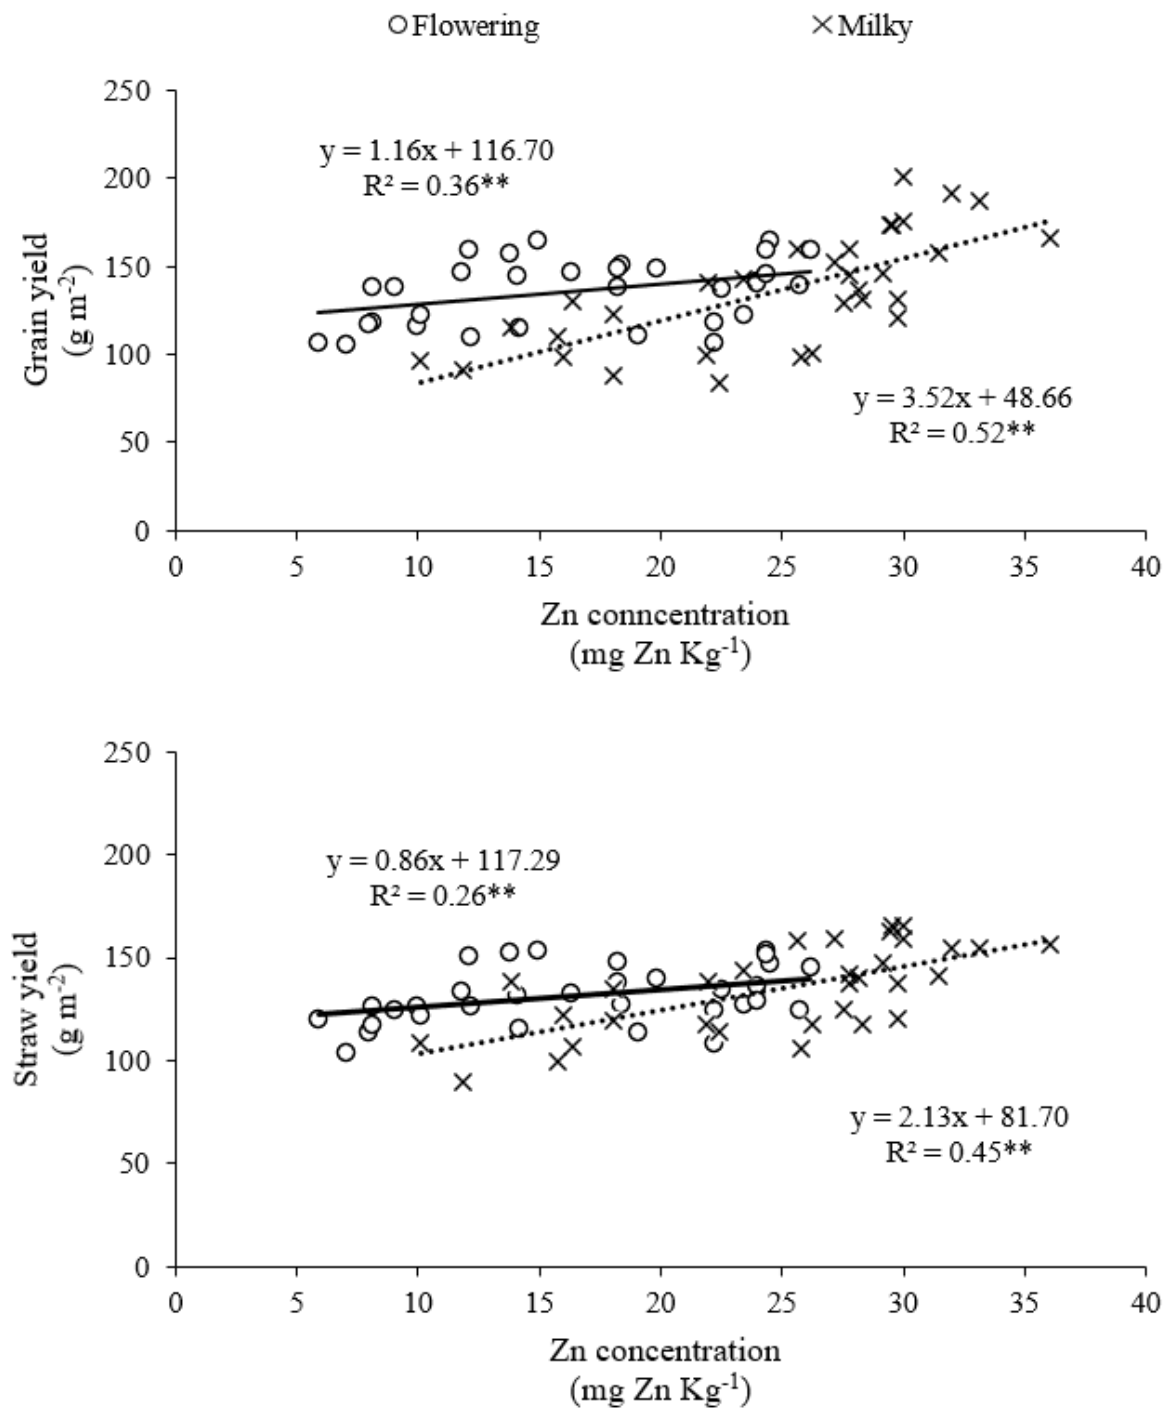 Flowering Milky
250
200
150
100
50
0
Grain yield
(g m⁻²)
y = 1.16x + 116.70
R² = 0.36**
y = 3.52x + 48.66
R² = 0.52**
0 5 10 15 20 25 30 35 40
Zn conncentration
(mg Zn Kg⁻¹)
250
200
150
100
50
0
Straw yield
(g m⁻²)
y = 0.86x + 117.29
R² = 0.26**
y = 2.13x + 81.70
R² = 0.45**
0 5 10 15 20 25 30 35 40
Zn concentration
(mg Zn Kg⁻¹)